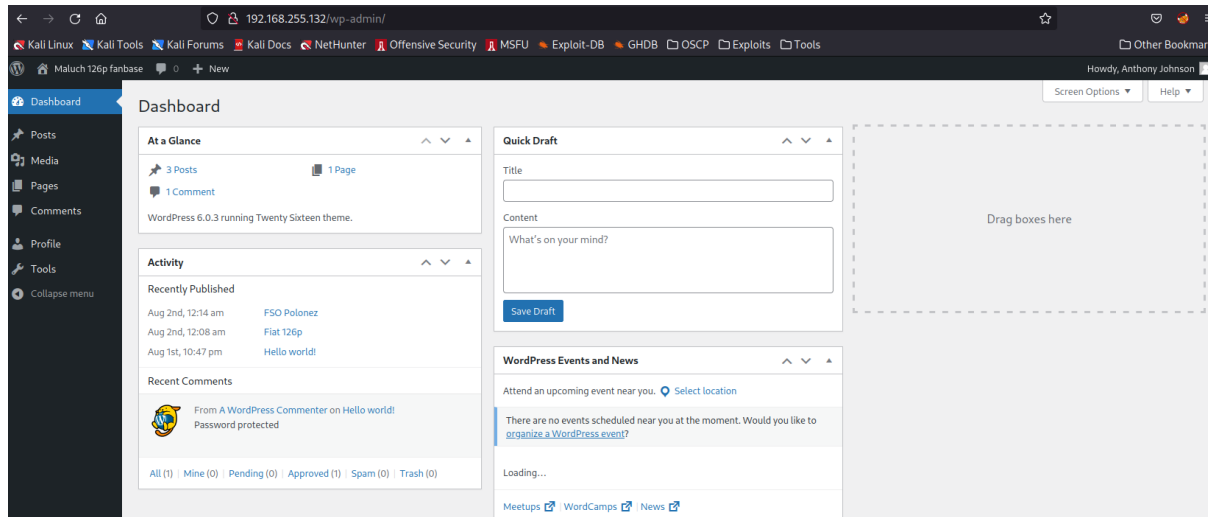 192.168.255.132/wp-admin/
Kali Linux Kali Tools Kali Forums Kali Docs NetHunter Offensive Security MSFU Exploit-DB GHDB OSCP Exploits Tools Other Bookmar
Maluch 126p fanbase 0 + New Howdy, Anthony Johnson
Dashboard
Posts
Media
Pages
Comments
Profile
Tools
Collapse menu
Screen Options ▼ Help ▼
Dashboard
At a Glance
3 Posts 1 Page
1 Comment
WordPress 6.0.3 running Twenty Sixteen theme.
Activity
Recently Published
Aug 2nd, 12:14 am FSO Polonez
Aug 2nd, 12:08 am Fiat 126p
Aug 1st, 10:47 pm Hello world!
Recent Comments
From A WordPress Commenter on Hello world!
Password protected
All (1) | Mine (0) | Pending (0) | Approved (1) | Spam (0) | Trash (0)
Quick Draft
Title
Content
What's on your mind?
Save Draft
WordPress Events and News
Attend an upcoming event near you. Select location
There are no events scheduled near you at the moment. Would you like to
organize a WordPress event?
Loading...
Meetups | WordCamps | News
Drag boxes here